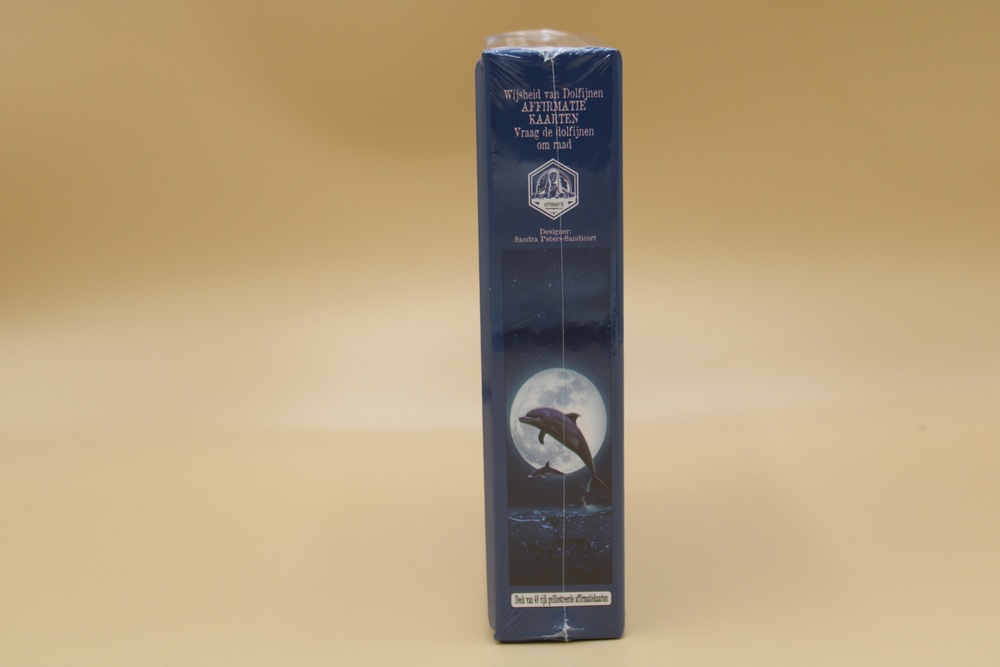 Wijsheid van Dolfijnen
AFFIRMATIE
KAARTEN
Vraag de dolfijnen
om raad
AFFIRMATIE
Designer:
Sandra Peters-Sandicort
Deck van 48 rijk geïllustreerde affirmatiekaarten